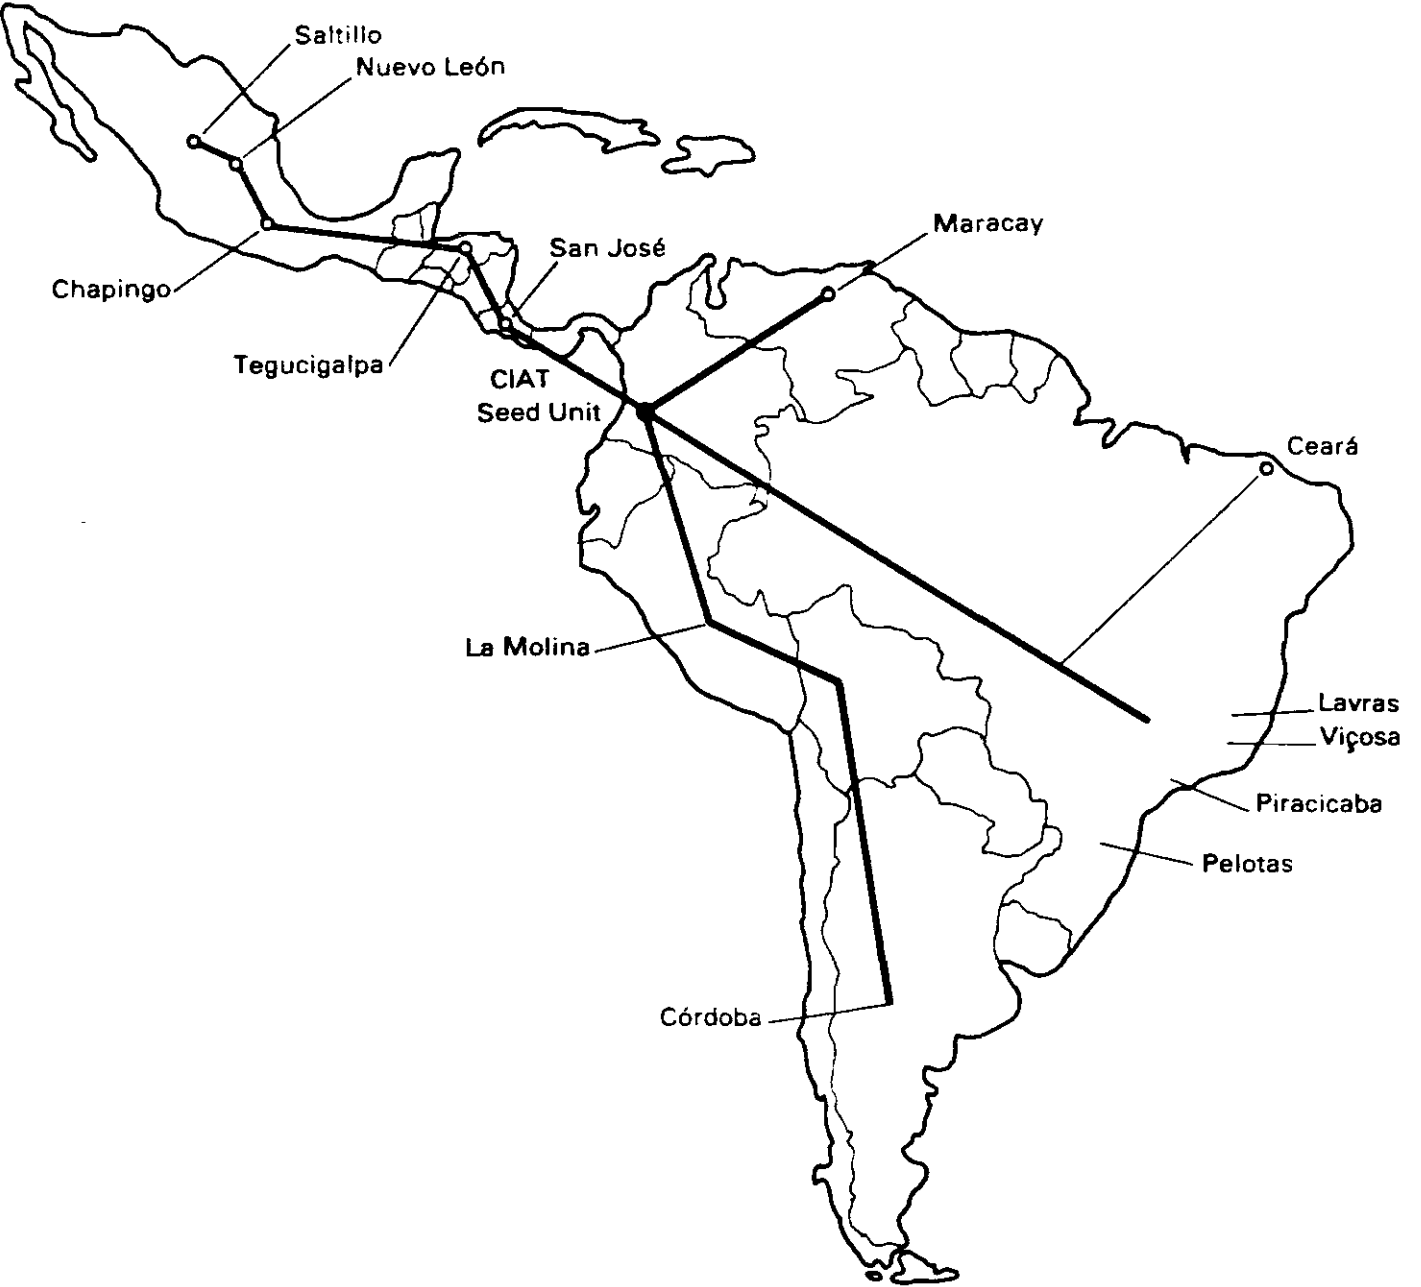 Saltillo
Nuevo León
Maracay
San José
Chapingo
Tegucigalpa
CIAT
Seed Unit
Ceará
La Molina
Lavras
Viçosa
Piracicaba
Pelotas
Córdoba